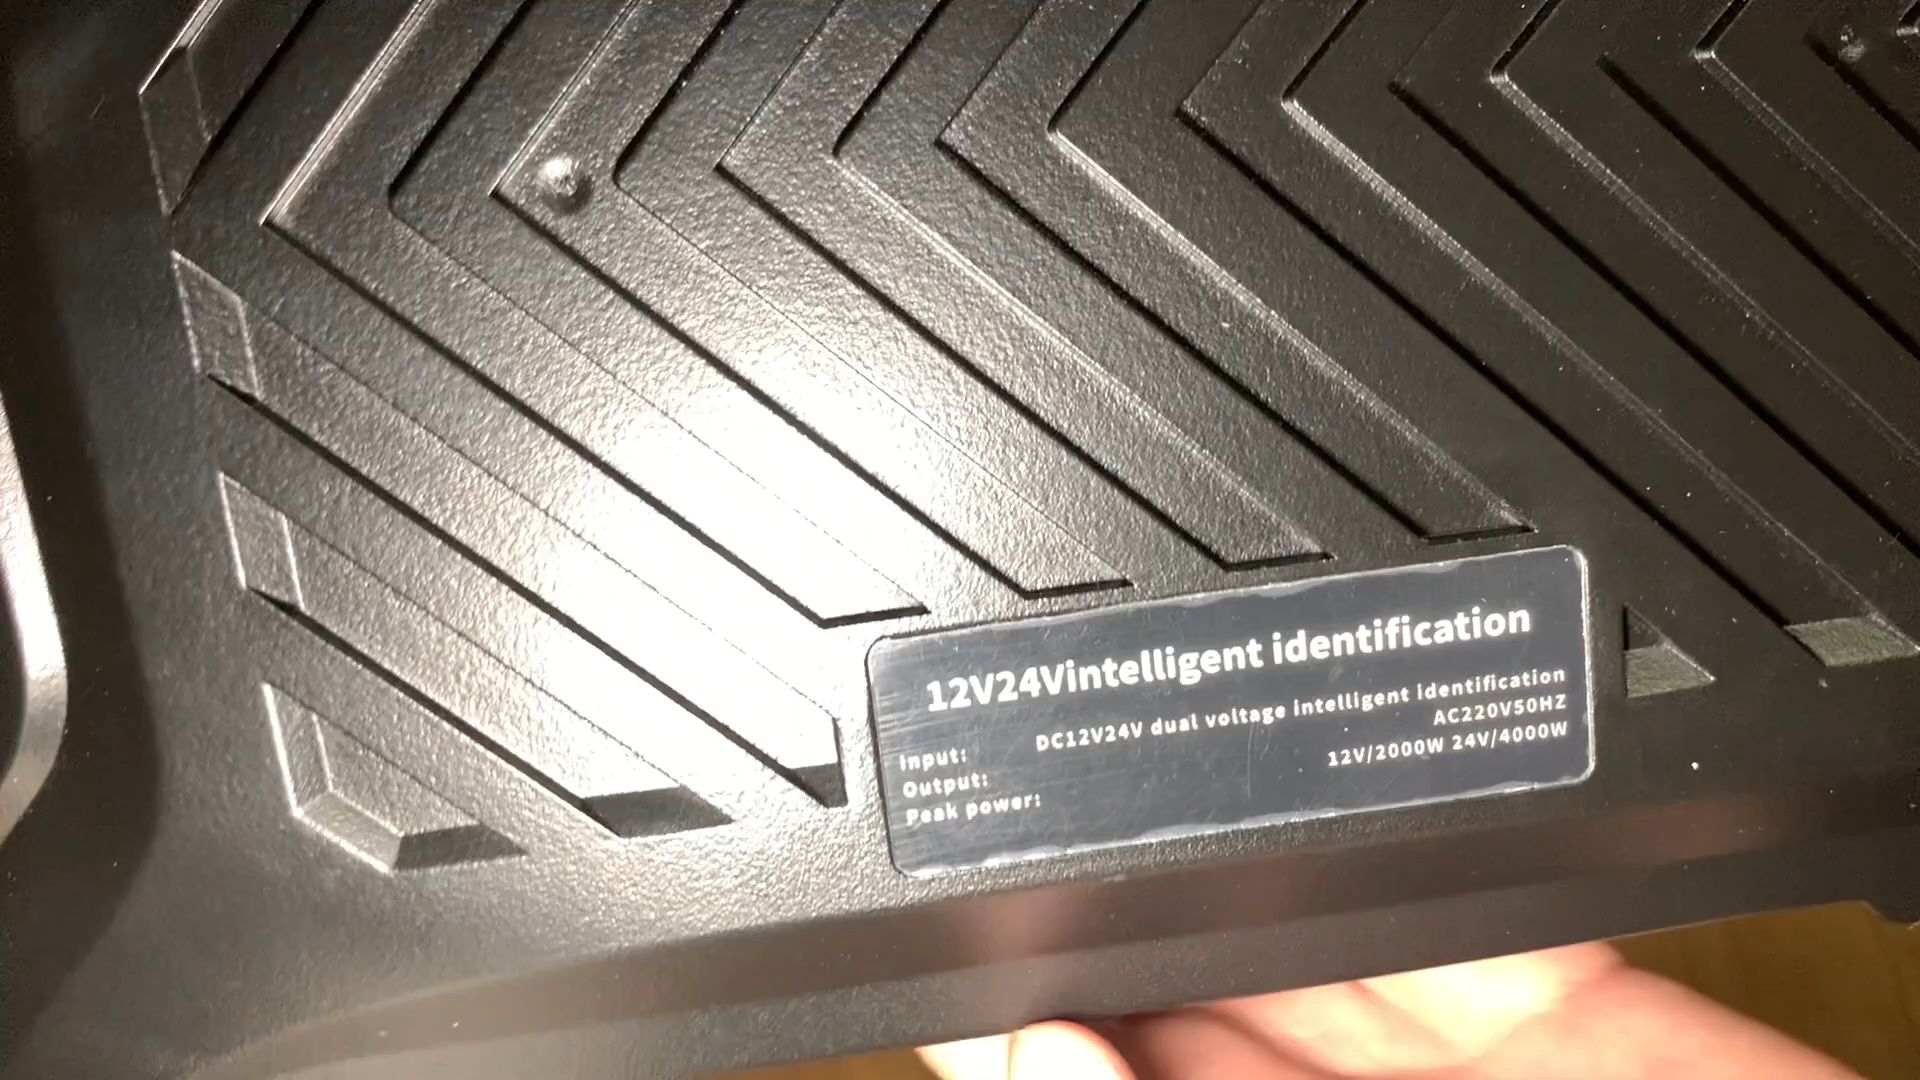 12V24Vintelligent identification
Input: DC12V24V dual voltage intelligent identification
Output: AC220V50HZ
Peak power: 12V/2000W 24V/4000W